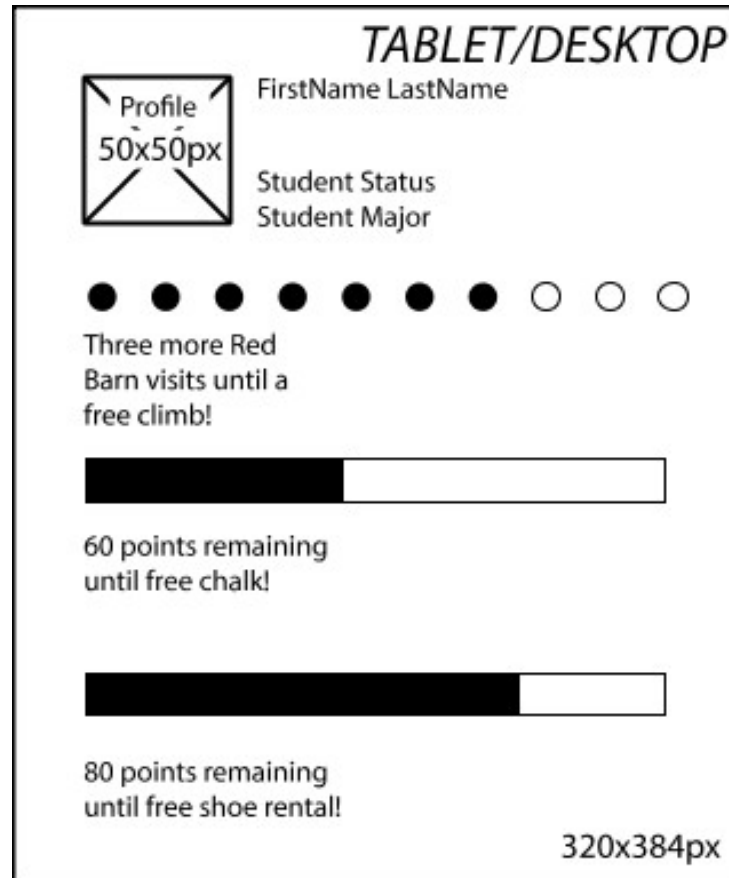 TABLET/DESKTOP
Profile
50x50px
FirstName LastName
Student Status
Student Major
Three more Red
Barn visits until a
free climb!
60 points remaining
until free chalk!
80 points remaining
until free shoe rental!
320x384px